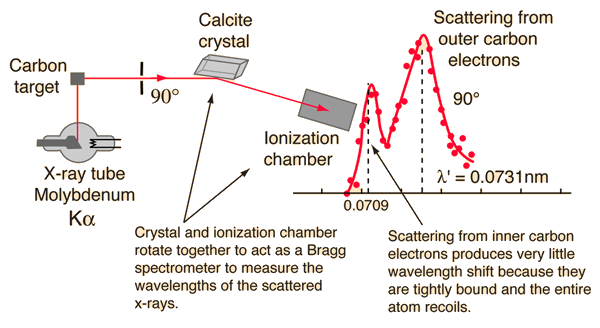 Calcite
crystal
Scattering from
outer carbon
electrons
Carbon
target
90°
90°
Ionization
chamber
X-ray tube
Molybdenum
Kα
λ' = 0.0731nm
0.0709
Crystal and ionization chamber
rotate together to act as a Bragg
spectrometer to measure the
wavelengths of the scattered
x-rays.
Scattering from inner carbon
electrons produces very little
wavelength shift because they
are tightly bound and the entire
atom recoils.